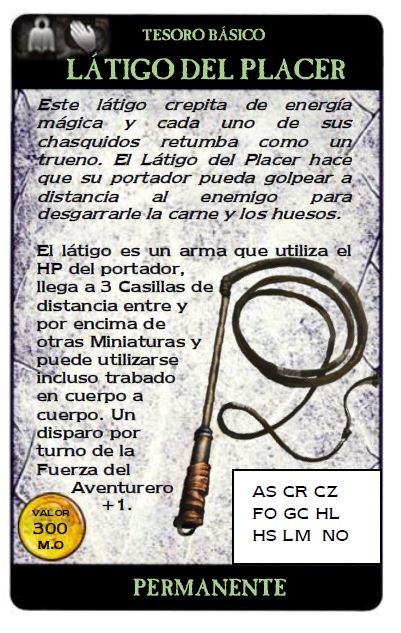 TESORO BÁSICO
LÁTIGO DEL PLACER
Este látigo crepita de energía
mágica y cada uno de sus
chasquidos retumba como un
trueno. El Látigo del Placer hace
que su portador pueda golpear a
distancia al enemigo para
desgarrarle la carne y los huesos.
El látigo es un arma que utiliza el
HP del portador,
llega a 3 Casillas de
distancia entre y
por encima de
otras Miniaturas y
puede utilizarse
incluso trabado
en cuerpo a
cuerpo. Un
disparo por
turno de la
Fuerza del
Aventurero
+1.
VALOR
300
M.O
AS CR CZ
FO GC HL
HS LM NO
PERMANENTE